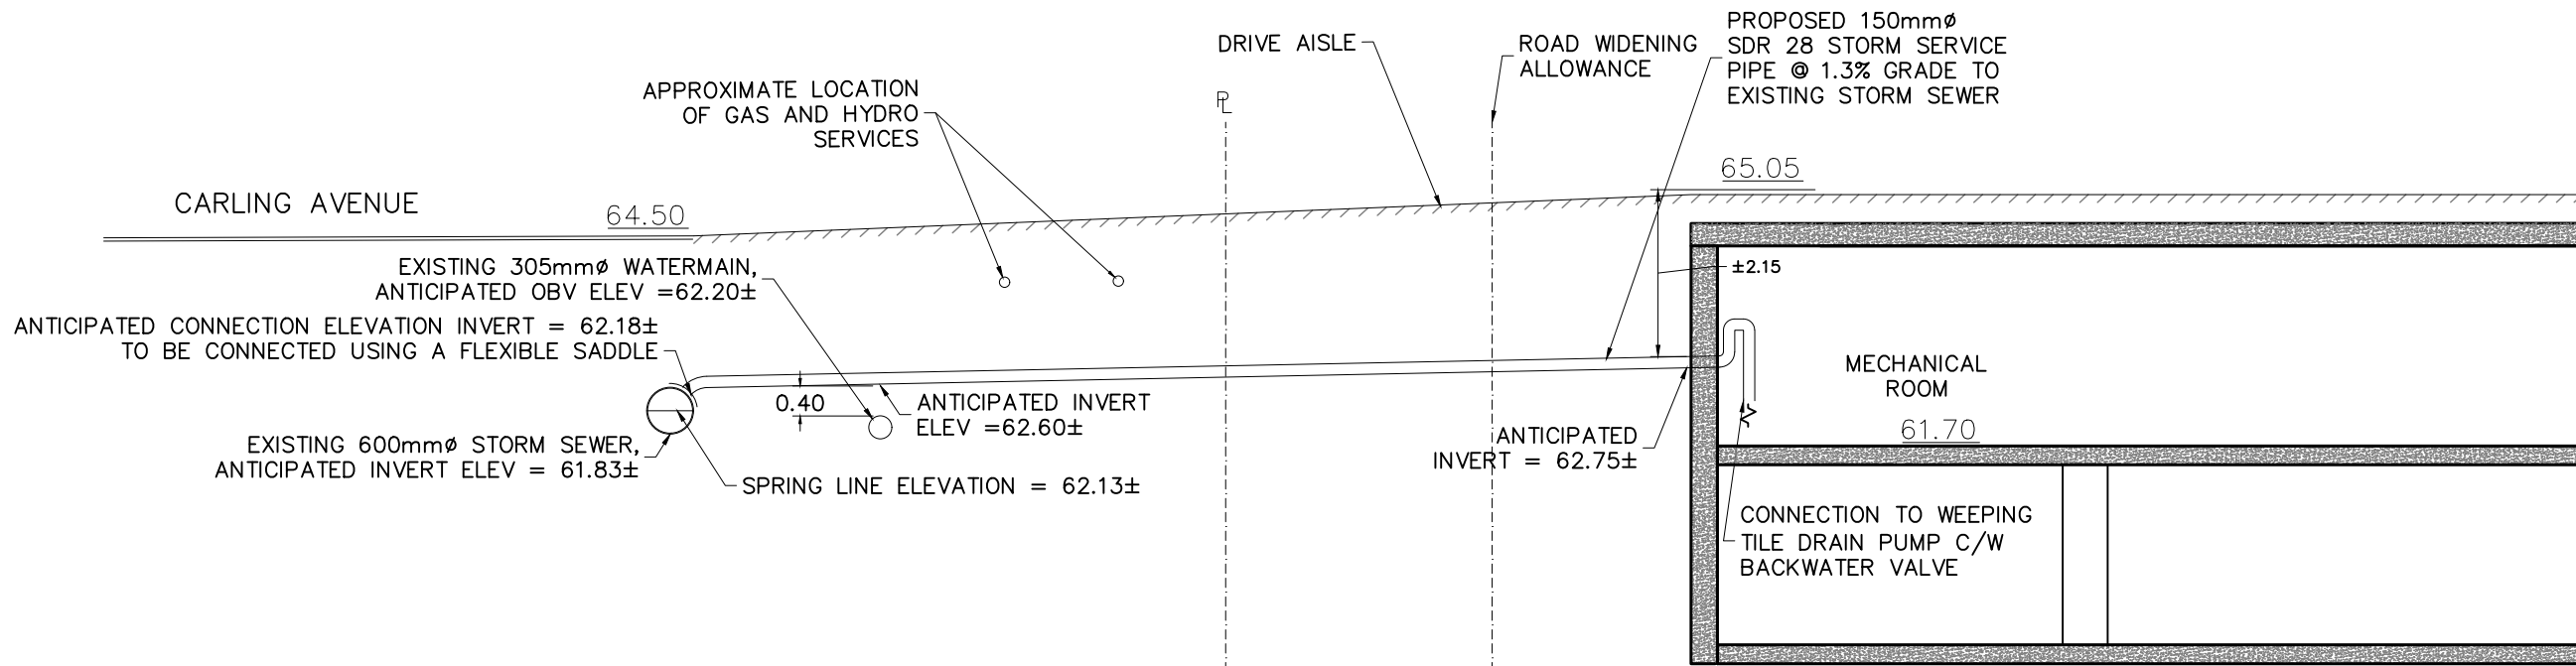 PROPOSED 150mmø
SDR 28 STORM SERVICE
PIPE @ 1.3% GRADE TO
EXISTING STORM SEWER
DRIVE AISLE
ROAD WIDENING
ALLOWANCE
APPROXIMATE LOCATION
OF GAS AND HYDRO
SERVICES
PL
65.05
CARLING AVENUE
64.50
EXISTING 305mmø WATERMAIN,
ANTICIPATED OBV ELEV =62.20±
±2.15
ANTICIPATED CONNECTION ELEVATION INVERT = 62.18±
TO BE CONNECTED USING A FLEXIBLE SADDLE
MECHANICAL
ROOM
0.40
ANTICIPATED INVERT
ELEV =62.60±
61.70
EXISTING 600mmø STORM SEWER,
ANTICIPATED INVERT ELEV = 61.83±
ANTICIPATED
INVERT = 62.75±
SPRING LINE ELEVATION = 62.13±
CONNECTION TO WEEPING
TILE DRAIN PUMP C/W
BACKWATER VALVE